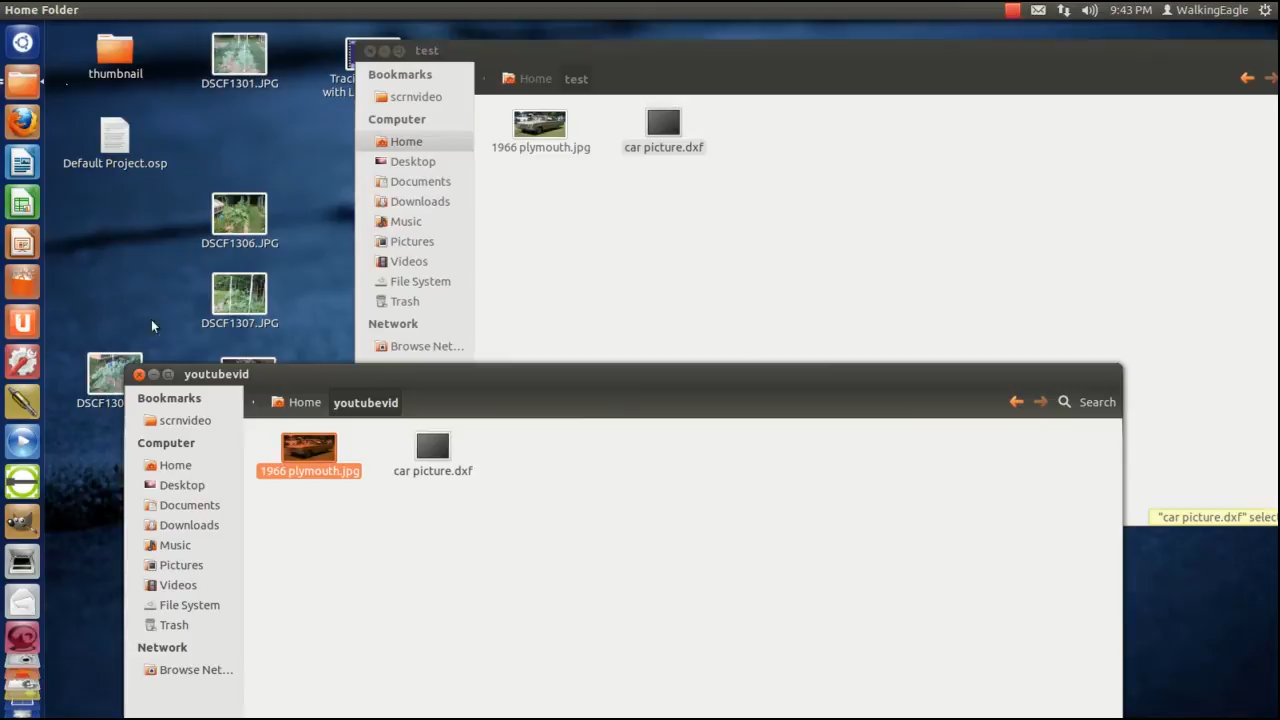 Home Folder
9:43 PM
WalkingEagle
thumbnail
DSCF1301.JPG
Default Project.osp
DSCF1306.JPG
DSCF1307.JPG
DSCF130
Traci
with L
test
Bookmarks
scrnvideo
Computer
Home
Desktop
Documents
Downloads
Music
Pictures
Videos
File System
Trash
Network
Browse Net...
Home
test
1966 plymouth.jpg
car picture.dxf
"car picture.dxf" selec
youtubevid
Bookmarks
scrnvideo
Computer
Home
Desktop
Documents
Downloads
Music
Pictures
Videos
File System
Trash
Network
Browse Net...
Home
youtubevid
Search
1966 plymouth.jpg
car picture.dxf